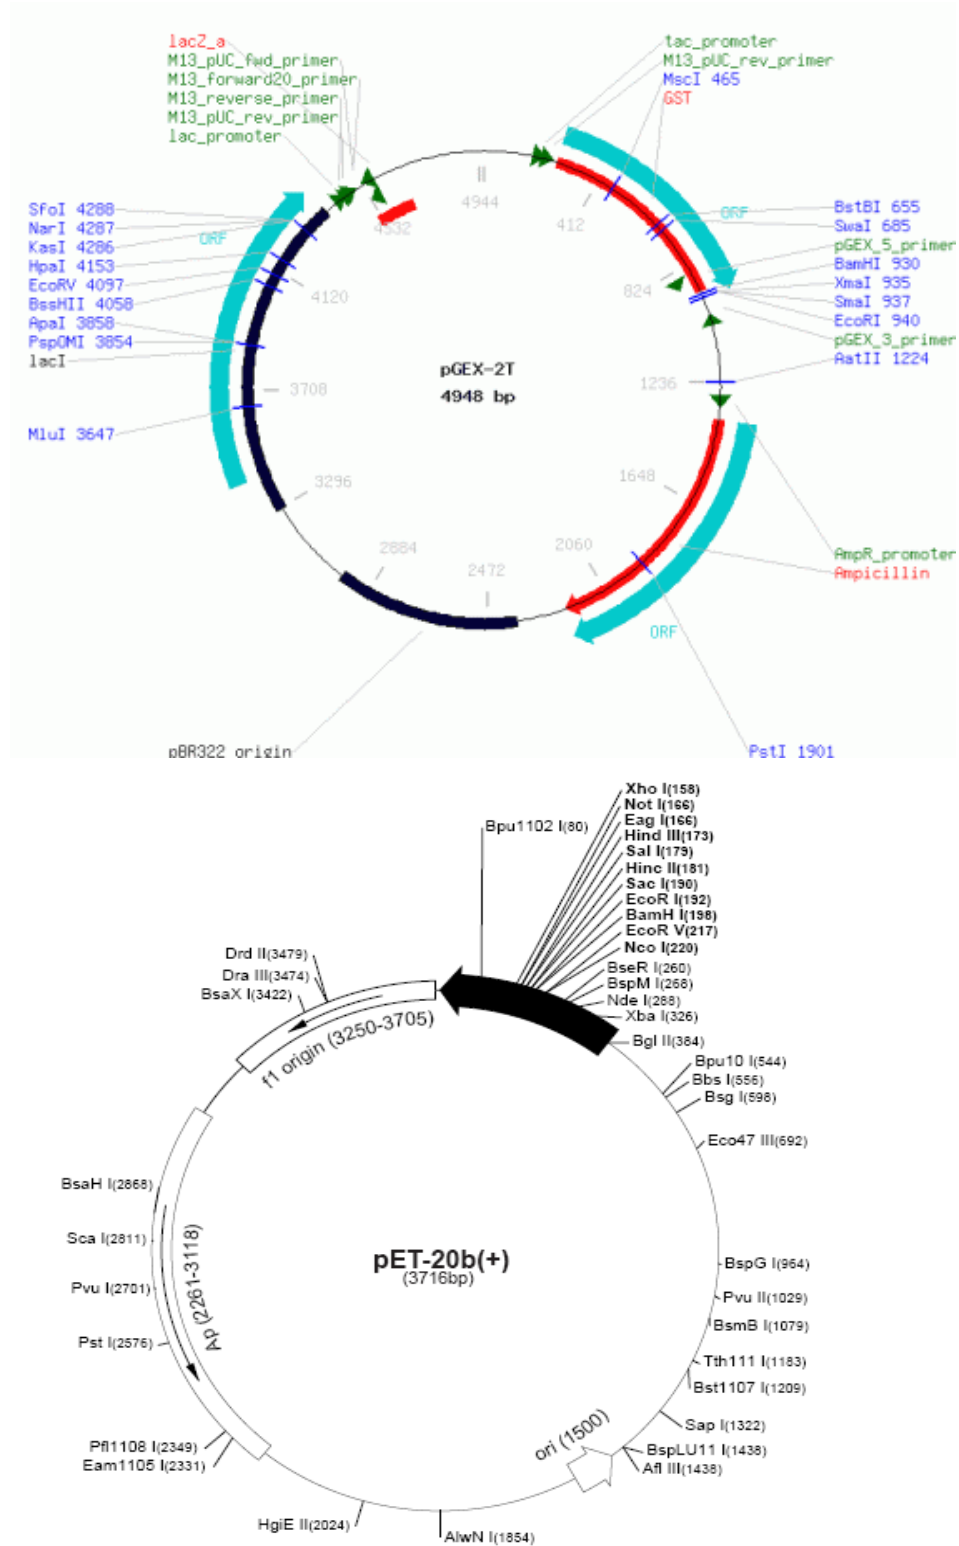 lacZ_a
M13_pUC_fwd_primer
M13_forward20_primer
M13_reverse_primer
M13_pUC_rev_primer
lac_promoter
tac_promoter
M13_pUC_rev_primer
MscI 465
GST
4944
4532
412
SfoI 4288
NarI 4287
KasI 4286
HpaI 4153
EcoRV 4097
BssHII 4058
ApaI 3858
PspOMI 3854
lacI
MluI 3647
ORF
4120
3708
3296
2884
2472
2060
1648
1236
824
pGEX-2T
4948 bp
ORF
BstBI 655
SwaI 685
pGEX_5_primer
BamHI 930
XmaI 935
SmaI 937
EcoRI 940
pGEX_3_primer
AatII 1224
AmpR_promoter
Ampicillin
ORF
pBR322 origin
PstI 1901
Xho I(158)
Not I(166)
Eag I(166)
Hind III(173)
Sal I(179)
Hinc II(181)
Sac I(190)
EcoR I(192)
BamH I(198)
EcoR V(217)
Nco I(220)
BseR I(260)
BspM I(268)
Nde I(288)
Xba I(326)
Bgl II(384)
Bpu1102 I(80)
Bpu10 I(544)
Bbs I(556)
Bsg I(598)
Eco47 III(692)
Drd II(3479)
Dra III(3474)
BsaX I(3422)
f1 origin (3250-3705)
BsaH I(2868)
Sca I(2811)
Pvu I(2701)
Pst I(2576)
Ap (2261-3118)
pET-20b(+)
(3716bp)
BspG I(964)
Pvu II(1029)
BsmB I(1079)
Tth111 I(1183)
Bst1107 I(1209)
Sap I(1322)
BspLU11 I(1438)
Afl III(1438)
ori (1500)
Pfl1108 I(2349)
Eam1105 I(2331)
HgiE II(2024)
AlwN I(1854)